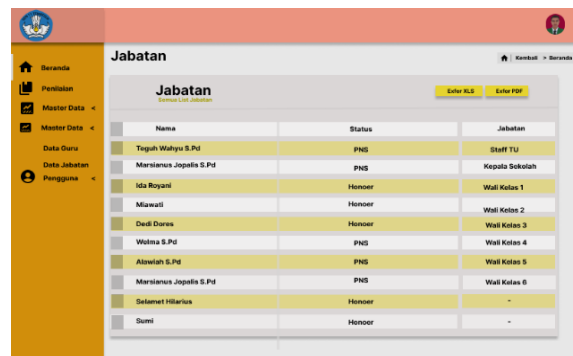 Jabatan
Kembali > Beranda
Beranda
Penilaian
Master Data <
Master Data <
Data Guru
Data Jabatan
Pengguna <
Jabatan
Semua List Jabatan
Exfor XLS
Exfor PDF
Nama Status Jabatan
Teguh Wahyu S.Pd PNS Staff TU
Marsianus Jopalis S.Pd PNS Kepala Sekolah
Ida Royani Honoer Wali Kelas 1
Miawati Honoer Wali Kelas 2
Dedi Dores Honoer Wali Kelas 3
Welma S.Pd PNS Wali Kelas 4
Alawiah S.Pd PNS Wali Kelas 5
Marsianus Jopalis S.Pd PNS Wali Kelas 6
Selamet Hilarius Honoer -
Sumi Honoer -